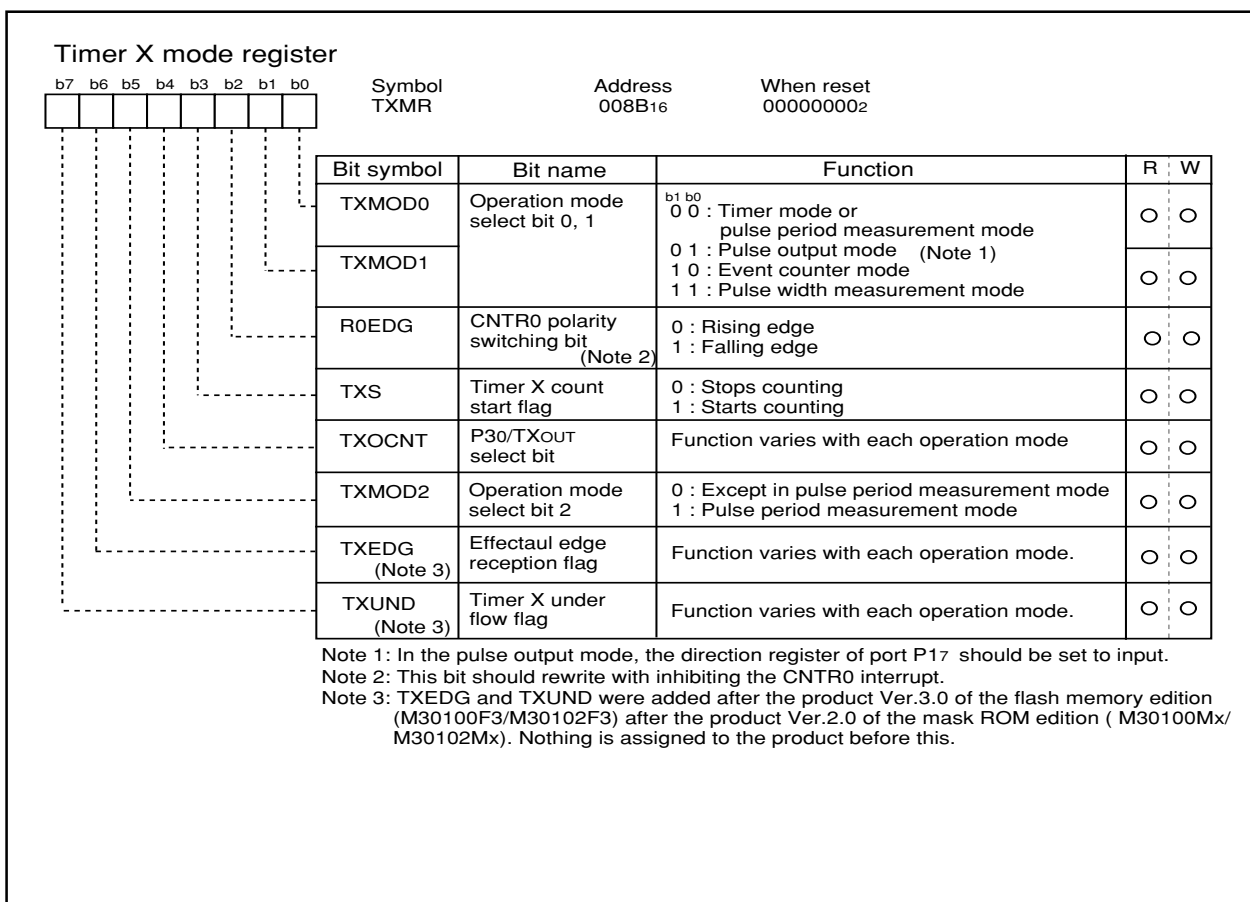 Timer X mode register
b7 b6 b5 b4 b3 b2 b1 b0
Symbol Address When reset
TXMR 008B16 000000002
Bit symbol Bit name Function R W
TXMOD0 Operation mode select bit 0, 1
b1 b0
0 0 : Timer mode or
pulse period measurement mode
0 1 : Pulse output mode (Note 1)
TXMOD1
1 0 : Event counter mode
1 1 : Pulse width measurement mode
R0EDG CNTR0 polarity
switching bit
(Note 2)
0 : Rising edge
1 : Falling edge
TXS Timer X count
start flag
0 : Stops counting
1 : Starts counting
TXOCNT P30/TXOUT
select bit
Function varies with each operation mode
TXMOD2 Operation mode
select bit 2
0 : Except in pulse period measurement mode
1 : Pulse period measurement mode
TXEDG
(Note 3)
Effectaul edge
reception flag
Function varies with each operation mode.
TXUND
(Note 3)
Timer X under
flow flag
Function varies with each operation mode.
Note 1: In the pulse output mode, the direction register of port P17 should be set to input.
Note 2: This bit should rewrite with inhibiting the CNTR0 interrupt.
Note 3: TXEDG and TXUND were added after the product Ver.3.0 of the flash memory edition
(M30100F3/M30102F3) after the product Ver.2.0 of the mask ROM edition ( M30100Mx/
M30102Mx). Nothing is assigned to the product before this.